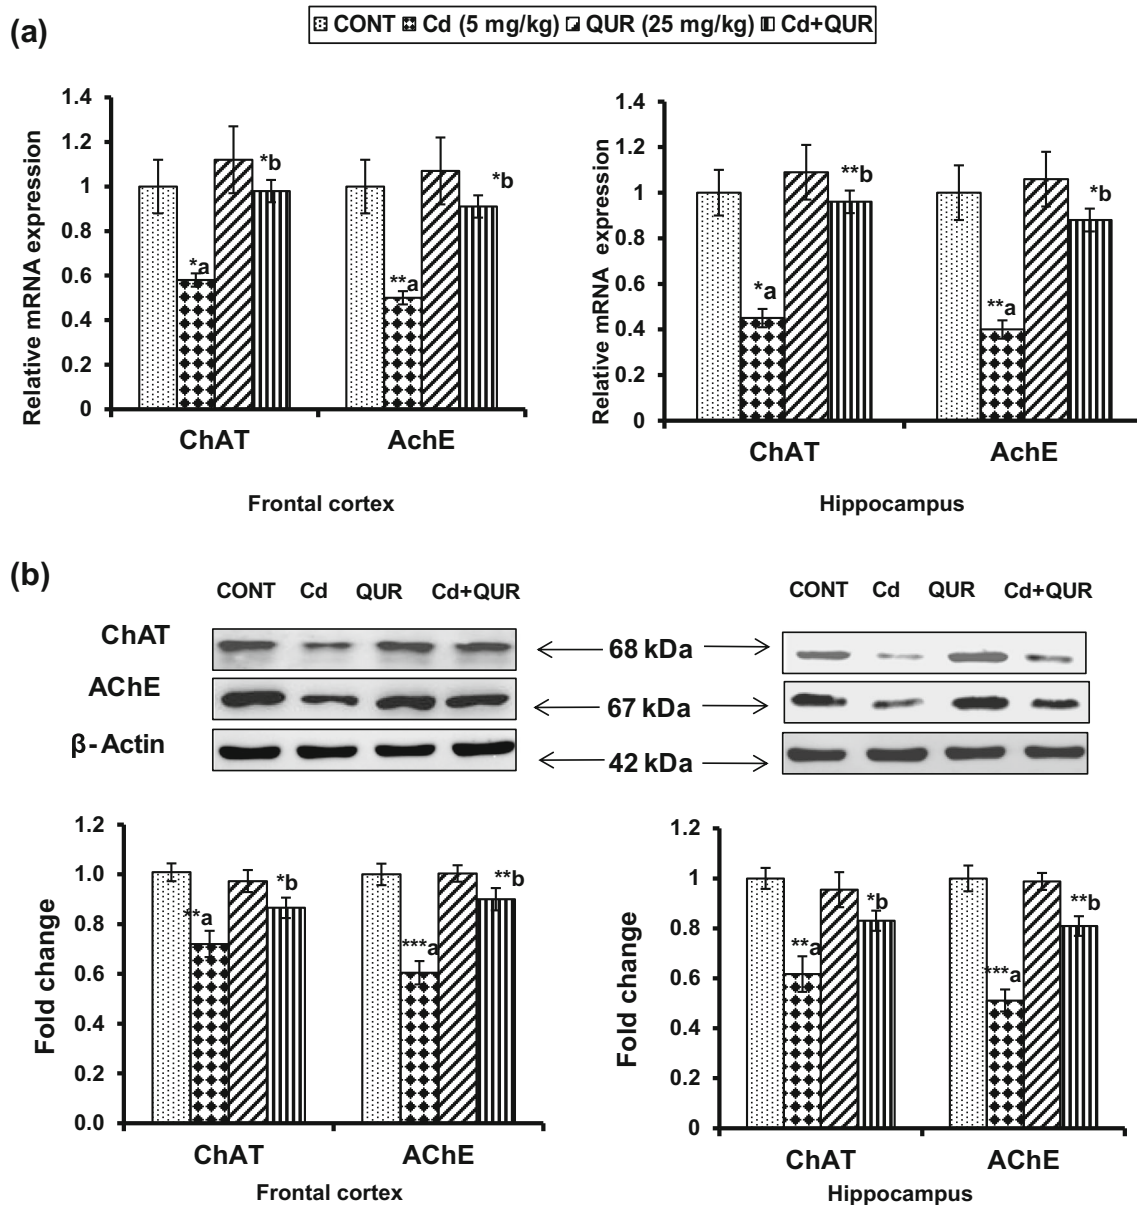 (a)
CONT Cd (5 mg/kg) QUR (25 mg/kg) Cd+QUR
Relative mRNA expression
1.4
1.2
1
0.8
0.6
0.4
0.2
0
*a
*b
**a
*b
ChAT
AchE
Frontal cortex
Relative mRNA expression
1.4
1.2
1
0.8
0.6
0.4
0.2
0
*a
**b
**a
*b
ChAT
AchE
Hippocampus
(b)
CONT Cd QUR Cd+QUR
CONT Cd QUR Cd+QUR
ChAT
68 kDa
AChE
67 kDa
β-Actin
42 kDa
Fold change
1.2
1.0
0.8
0.6
0.4
0.2
0.0
**a
*b
***a
**b
ChAT
AChE
Frontal cortex
Fold change
1.2
1
0.8
0.6
0.4
0.2
0
**a
*b
***a
**b
ChAT
AChE
Hippocampus